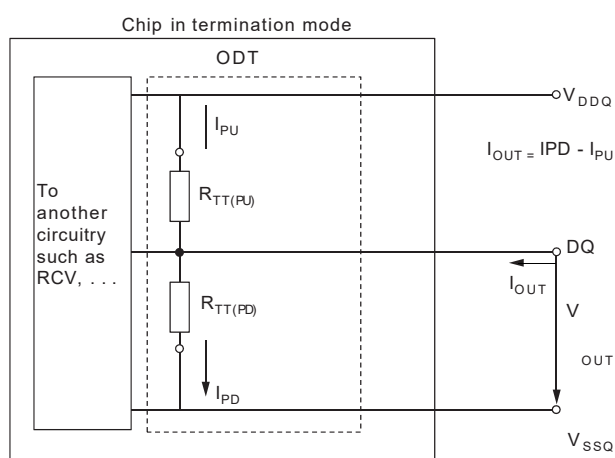 Chip in termination mode
ODT
VDDQ
IPU
IOUT = IPD - IPU
To
another
circuitry
such as
RCV, . . .
RTT(PU)
DQ
IOUT
RTT(PD)
V
OUT
IPD
VSSQ